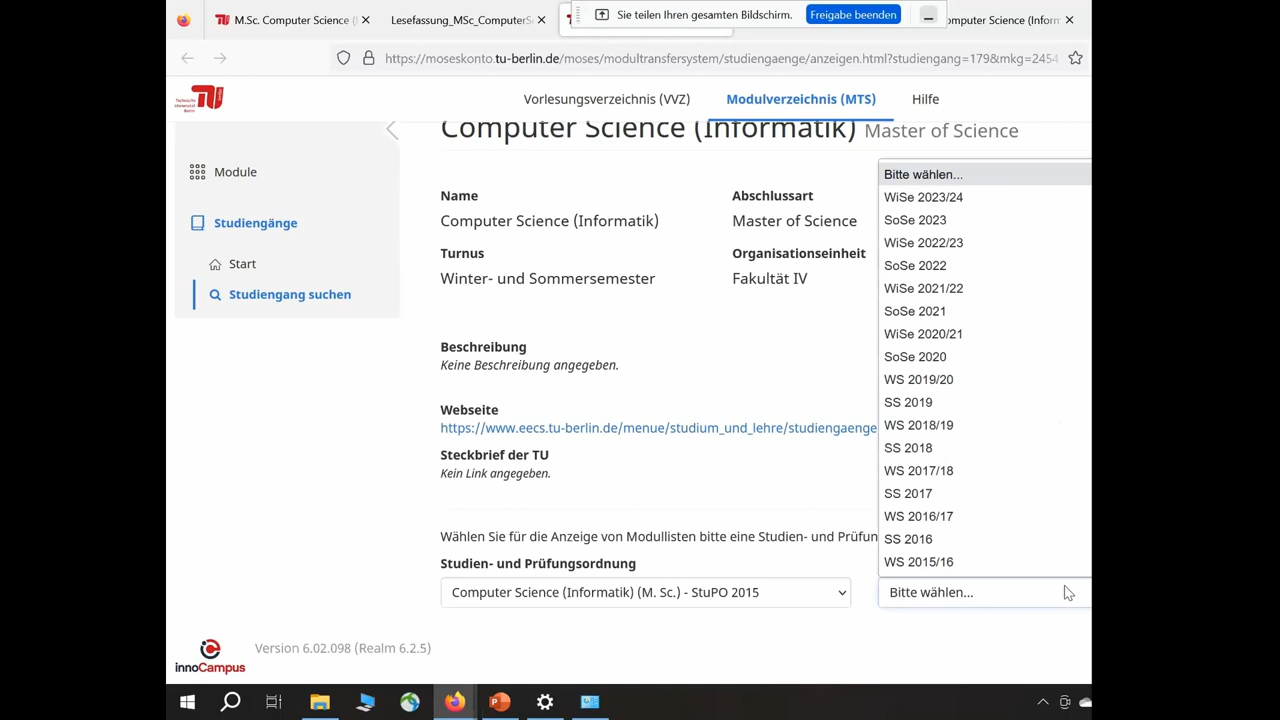 M.Sc. Computer Science (I
Lesefassung_MSc_ComputerSc
Sie teilen Ihren gesamten Bildschirm.
Freigabe beenden
omputer Science (Inform
https://moseskonto.tu-berlin.de/moses/modultransfersystem/studiengaenge/anzeigen.html?studiengang=179&mkg=2454
Technische Universität Berlin
Vorlesungsverzeichnis (VVZ)
Modulverzeichnis (MTS)
Hilfe
Computer Science (Informatik) Master of Science
Module
Studiengänge
Start
Studiengang suchen
Name
Computer Science (Informatik)
Abschlussart
Master of Science
Turnus
Winter- und Sommersemester
Organisationseinheit
Fakultät IV
Beschreibung
Keine Beschreibung angegeben.
Webseite
https://www.eecs.tu-berlin.de/menue/studium_und_lehre/studiengaenge
Steckbrief der TU
Kein Link angegeben.
Wählen Sie für die Anzeige von Modullisten bitte eine Studien- und Prüfun
Studien- und Prüfungsordnung
Computer Science (Informatik) (M. Sc.) - StuPO 2015
Bitte wählen...
WiSe 2023/24
SoSe 2023
WiSe 2022/23
SoSe 2022
WiSe 2021/22
SoSe 2021
WiSe 2020/21
SoSe 2020
WS 2019/20
SS 2019
WS 2018/19
SS 2018
WS 2017/18
SS 2017
WS 2016/17
SS 2016
WS 2015/16
Bitte wählen...
innoCampus
Version 6.02.098 (Realm 6.2.5)